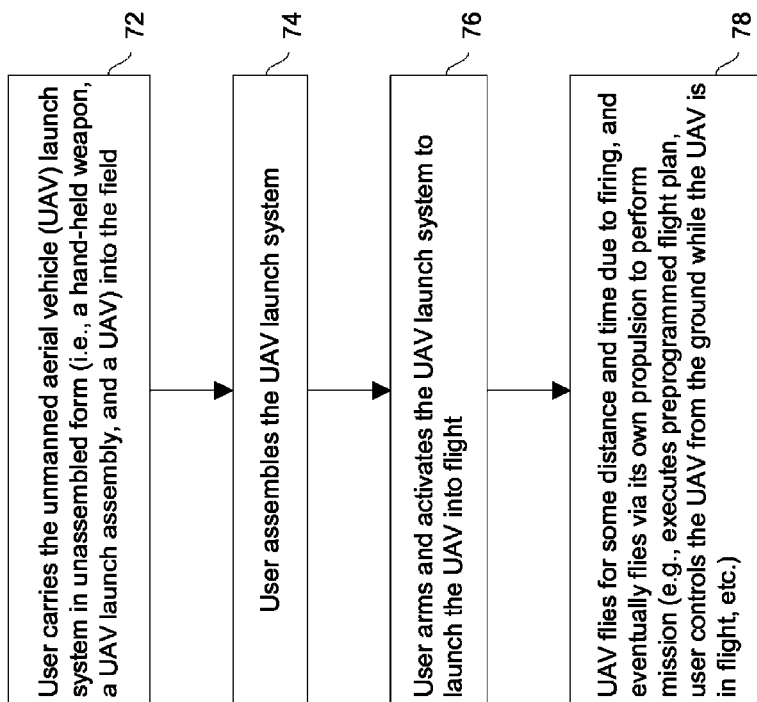 User carries the unmanned aerial vehicle (UAV) launch
system in unassembled form (i.e., a hand-held weapon,
a UAV launch assembly, and a UAV) into the field
72
User assembles the UAV launch system
74
User arms and activates the UAV launch system to
launch the UAV into flight
76
UAV flies for some distance and time due to firing, and
eventually flies via its own propulsion to perform
mission (e.g., executes preprogrammed flight plan,
user controls the UAV from the ground while the UAV is
in flight, etc.)
78